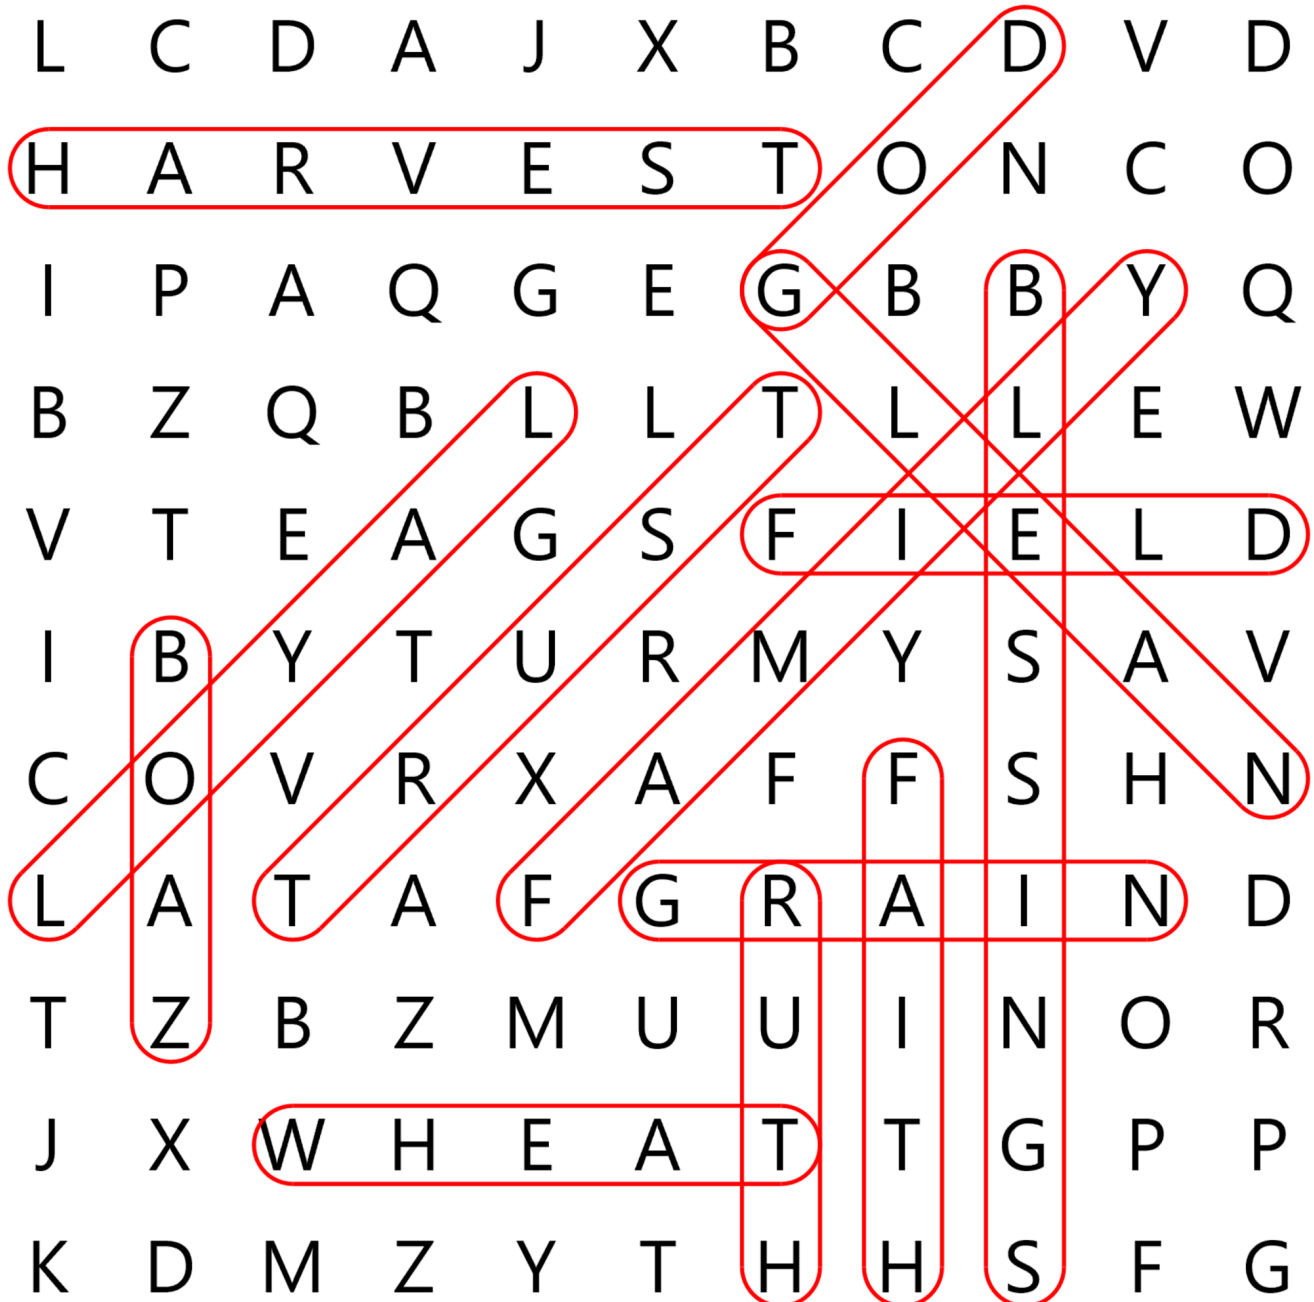 L C D A J X B C D V D
H A R V E S T O N C O
I P A Q G E G B B Y Q
B Z Q B L L T L L E W
V T E A G S F I E L D
I B Y T U R M Y S A V
C O V R X A F F S H N
L A T A F G R A I N D
T Z B Z M U U I N O R
J X W H E A T T G P P
K D M Z Y T H H S F G